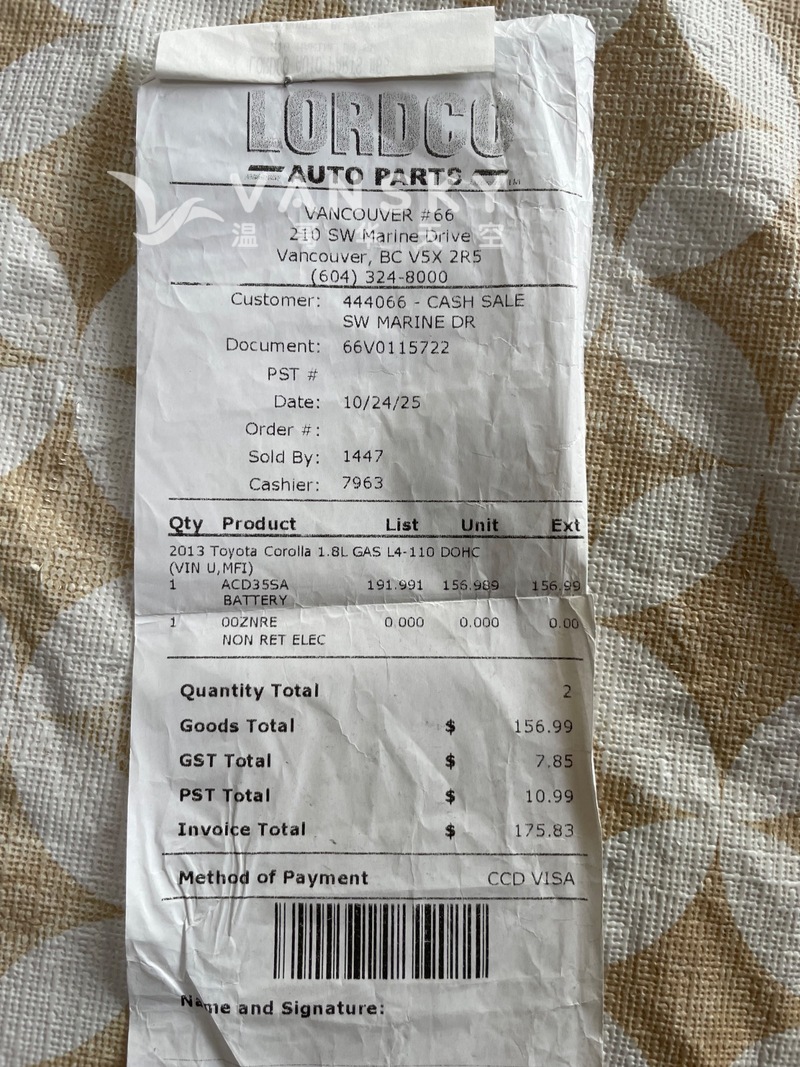 LORDCO
AUTO PARTS
VANSKY
温 天空
VANCOUVER #66
210 SW Marine Drive
Vancouver, BC V5X 2R5
(604) 324-8000
Customer: 444066 - CASH SALE
SW MARINE DR
Document: 66V0115722
PST #
Date: 10/24/25
Order #:
Sold By: 1447
Cashier: 7963
Qty Product List Unit Ext
2013 Toyota Corolla 1.8L GAS L4-110 DOHC
(VIN U,MFI)
1 ACD35SA 191.991 156.989 156.99
BATTERY
1 00ZNRE 0.000 0.000 0.00
NON RET ELEC
Quantity Total 2
Goods Total $ 156.99
GST Total $ 7.85
PST Total $ 10.99
Invoice Total $ 175.83
Method of Payment CCD VISA
Name and Signature: